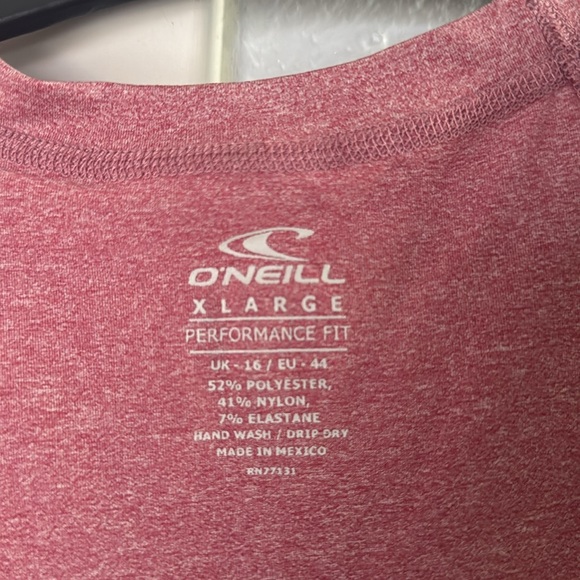 O'NEILL
XLARGE
PERFORMANCE FIT
UK - 16 / EU - 44
52% POLYESTER,
41% NYLON,
7% ELASTANE
HAND WASH / DRIP DRY
MADE IN MEXICO
RN77131